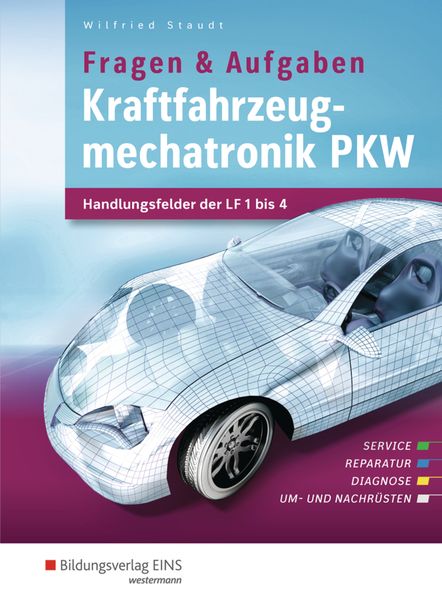 Wilfried Staudt
Fragen & Aufgaben
Kraftfahrzeug-
mechatronik PKW
Handlungsfelder der LF 1 bis 4
SERVICE
REPARATUR
DIAGNOSE
UM- UND NACHRÜSTEN
Bildungsverlag EINS
westermann